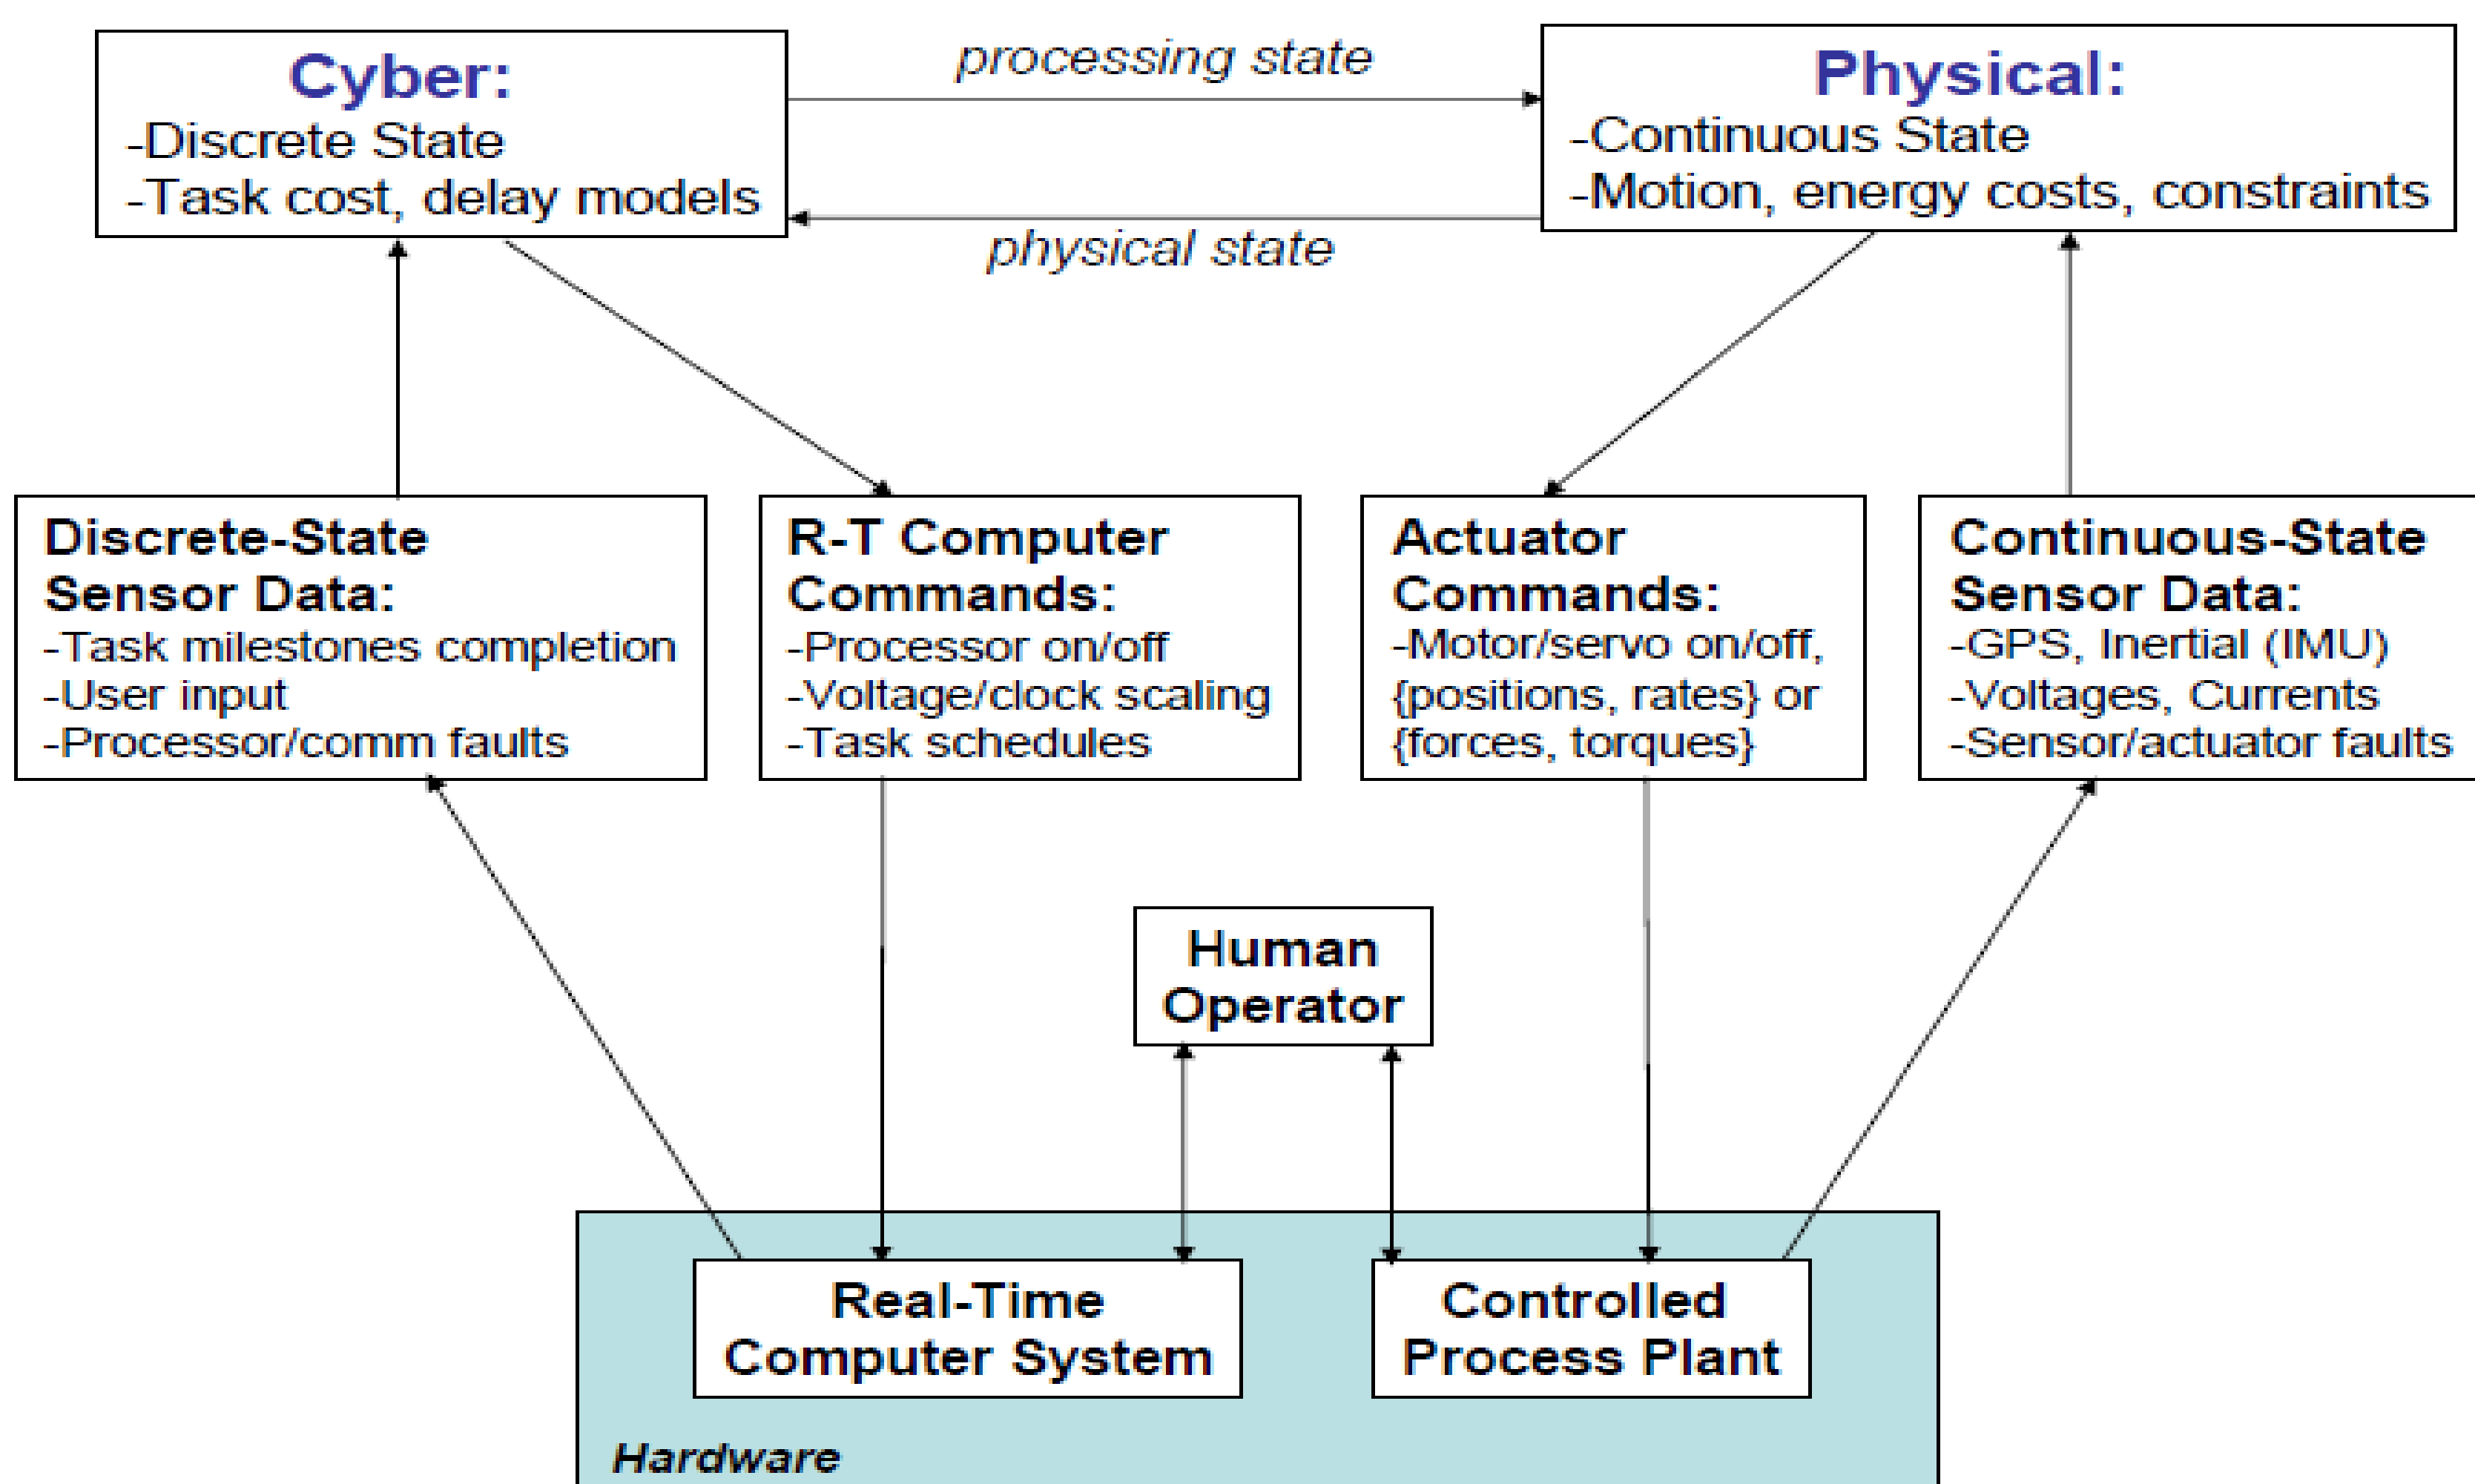 Cyber:
-Discrete State
-Task cost, delay models
processing state
physical state
Physical:
-Continuous State
-Motion, energy costs, constraints
Discrete-State
Sensor Data:
-Task milestones completion
-User input
-Processor/comm faults
R-T Computer
Commands:
-Processor on/off
-Voltage/clock scaling
-Task schedules
Actuator
Commands:
-Motor/servo on/off,
{positions, rates} or
{forces, torques}
Continuous-State
Sensor Data:
-GPS, Inertial (IMU)
-Voltages, Currents
-Sensor/actuator faults
Human
Operator
Real-Time
Computer System
Controlled
Process Plant
Hardware